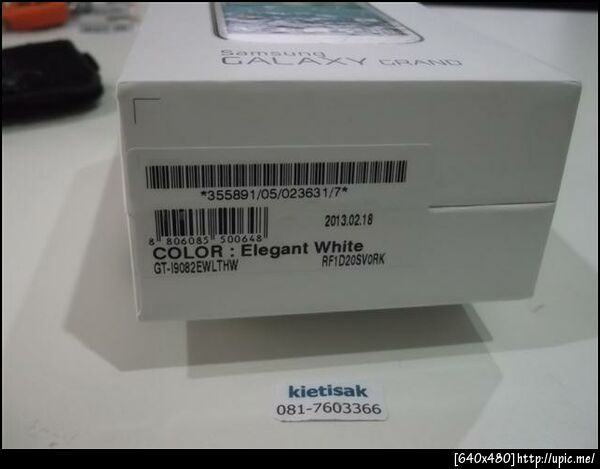 Samsung
GALAXY GRAND
*355891/05/023631/7*
2013.02.18
8 806085 500648
COLOR : Elegant White
GT-I9082EWLTHW RF1D20SV0RK
kietisak
081-7603366
[640x480]http://upic.me/